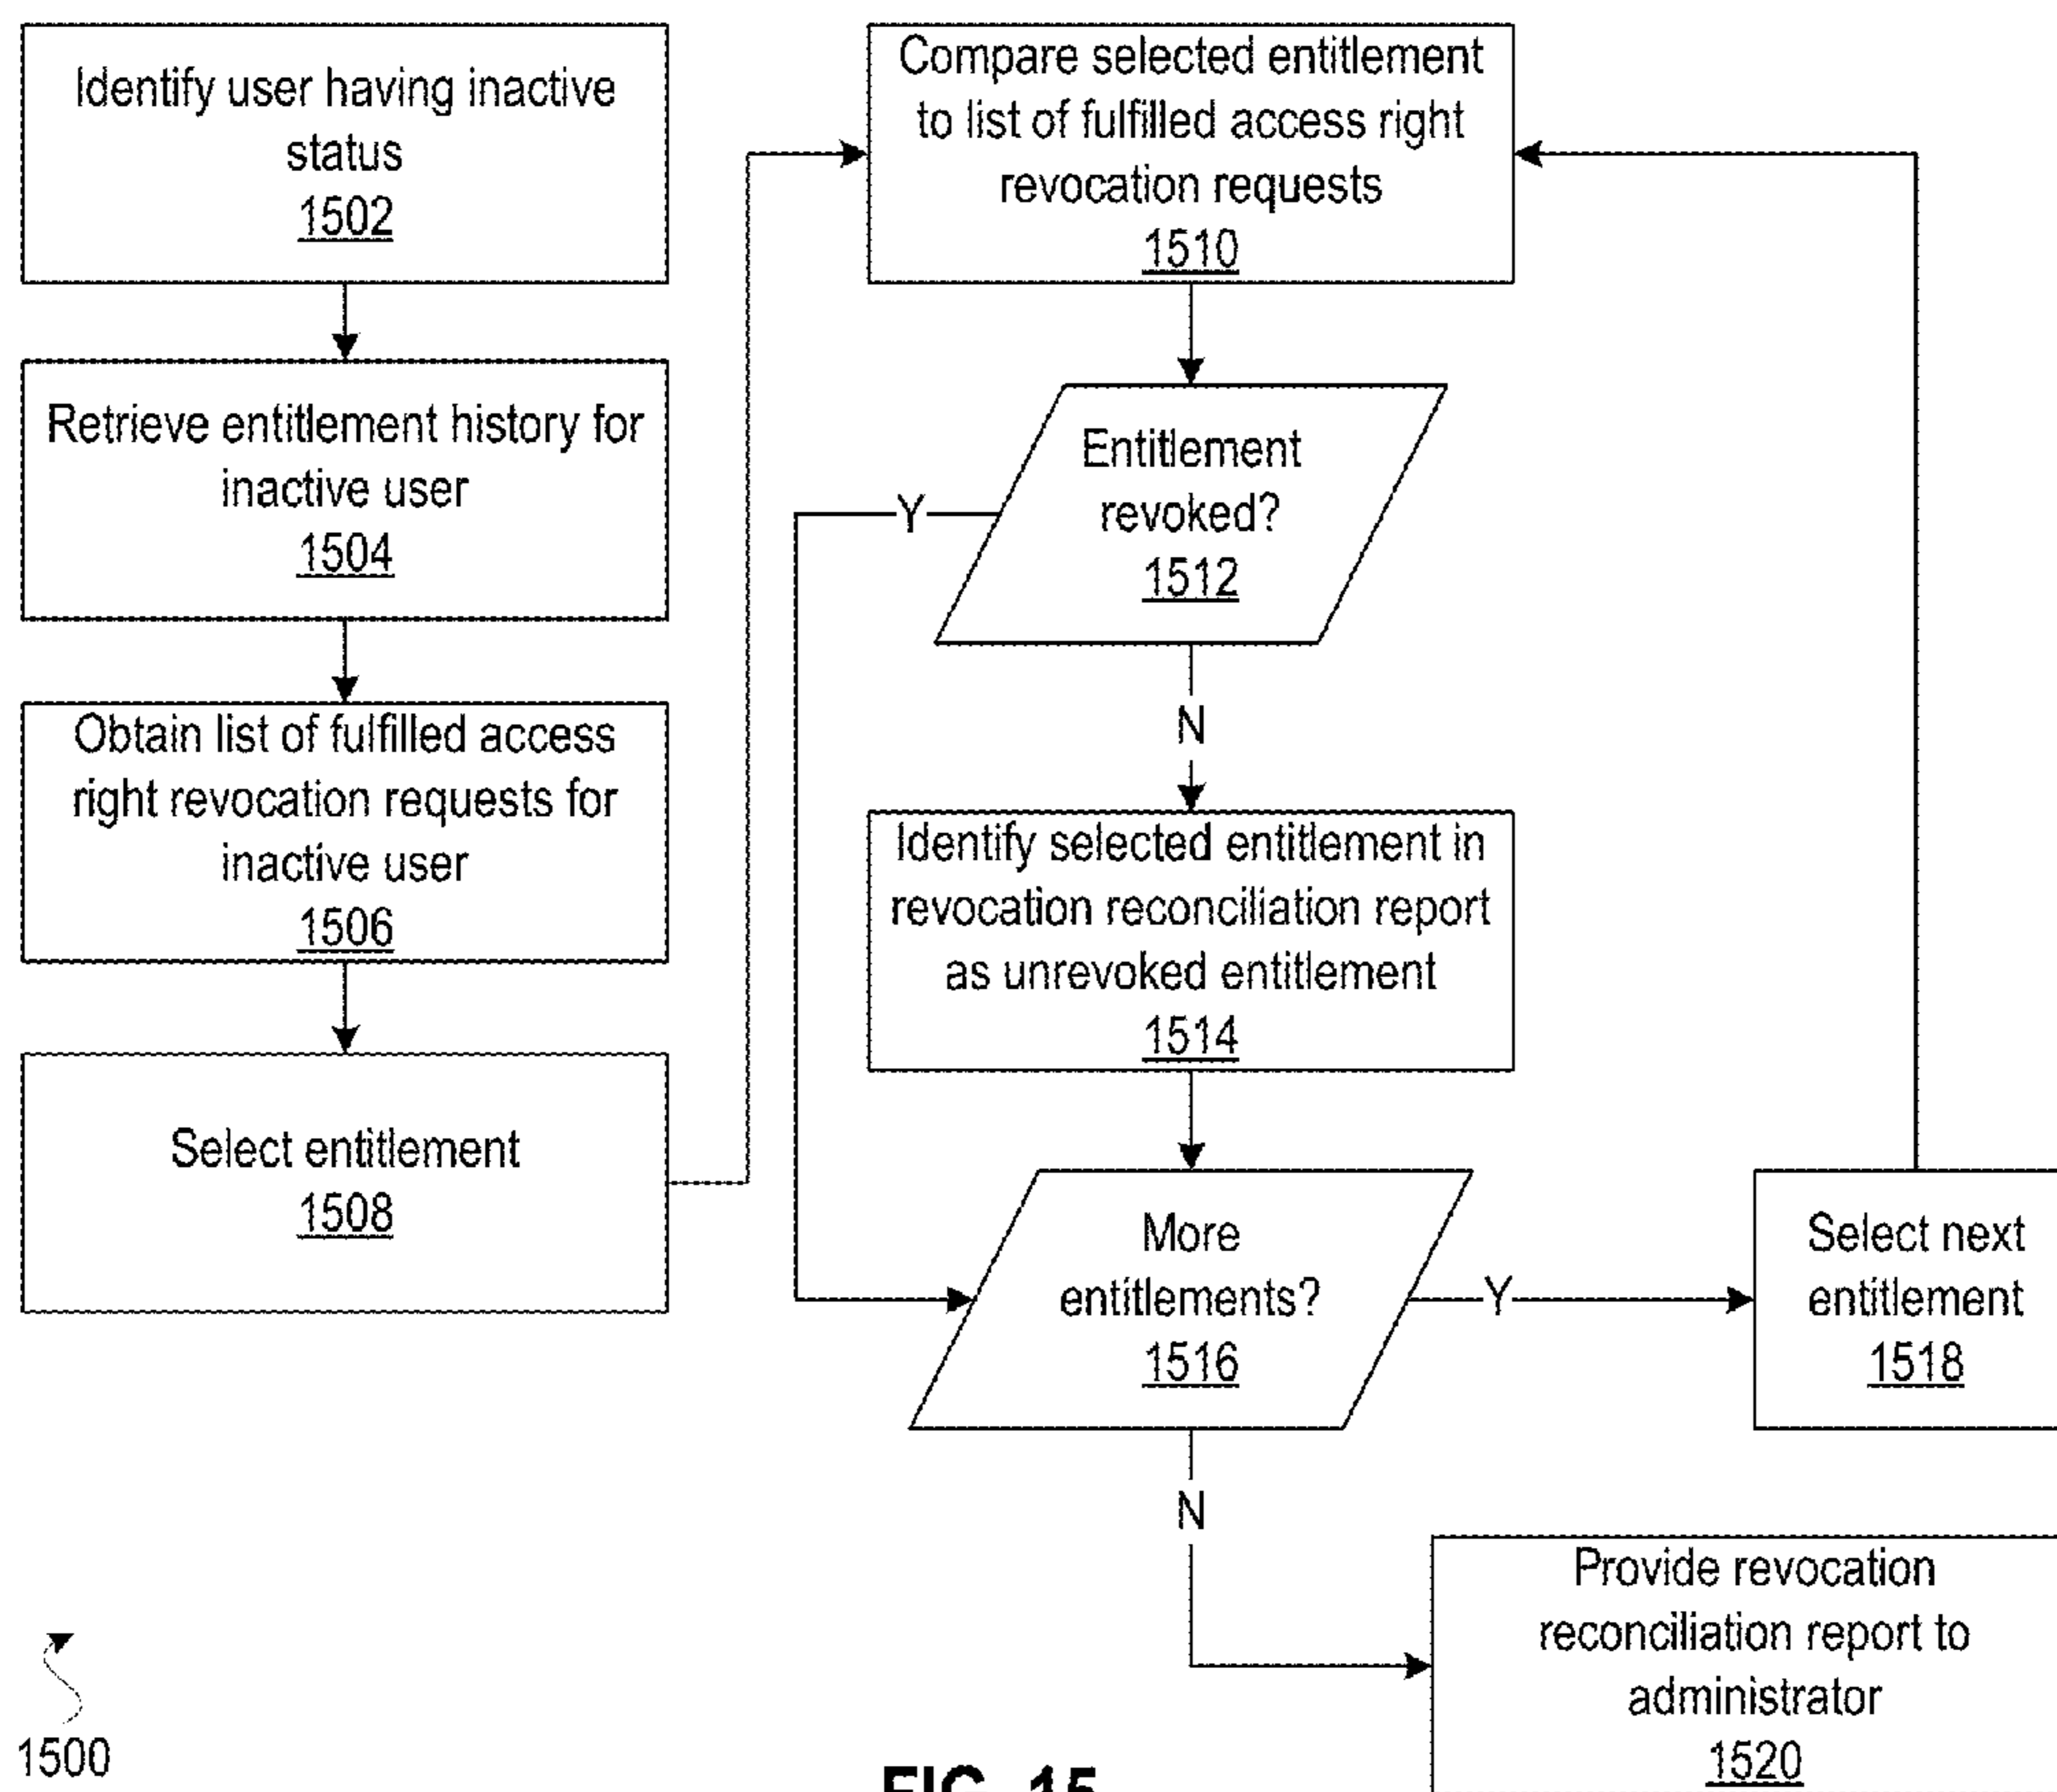 Identify user having inactive
status
1502
Retrieve entitlement history for
inactive user
1504
Obtain list of fulfilled access
right revocation requests for
inactive user
1506
Select entitlement
1508
Compare selected entitlement
to list of fulfilled access right
revocation requests
1510
Entitlement
revoked?
1512
Y
N
Identify selected entitlement in
revocation reconciliation report
as unrevoked entitlement
1514
More
entitlements?
1516
Y
Select next
entitlement
1518
N
Provide revocation
reconciliation report to
administrator
1520
1500
FIG. 15